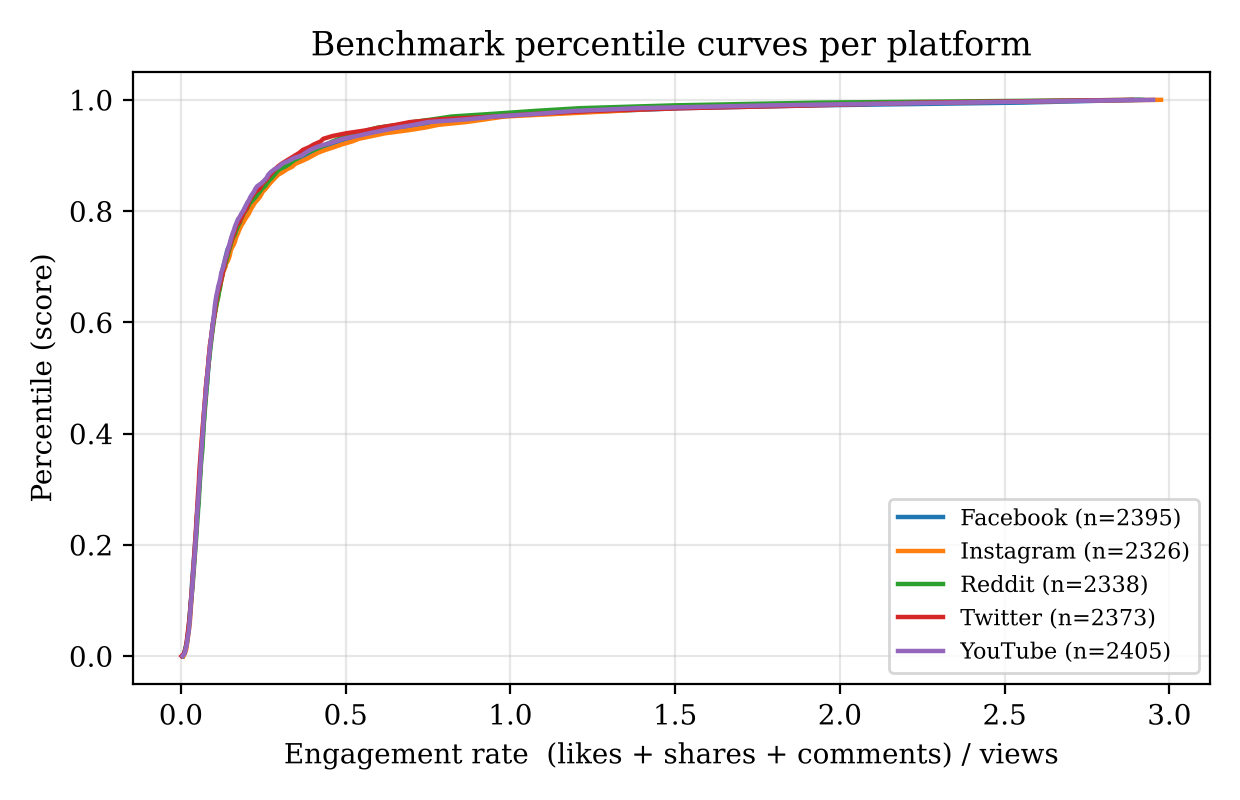 Benchmark percentile curves per platform
Percentile (score)
1.0
0.8
0.6
0.4
0.2
0.0
Facebook (n=2395)
Instagram (n=2326)
Reddit (n=2338)
Twitter (n=2373)
YouTube (n=2405)
0.0 0.5 1.0 1.5 2.0 2.5 3.0
Engagement rate  (likes + shares + comments) / views